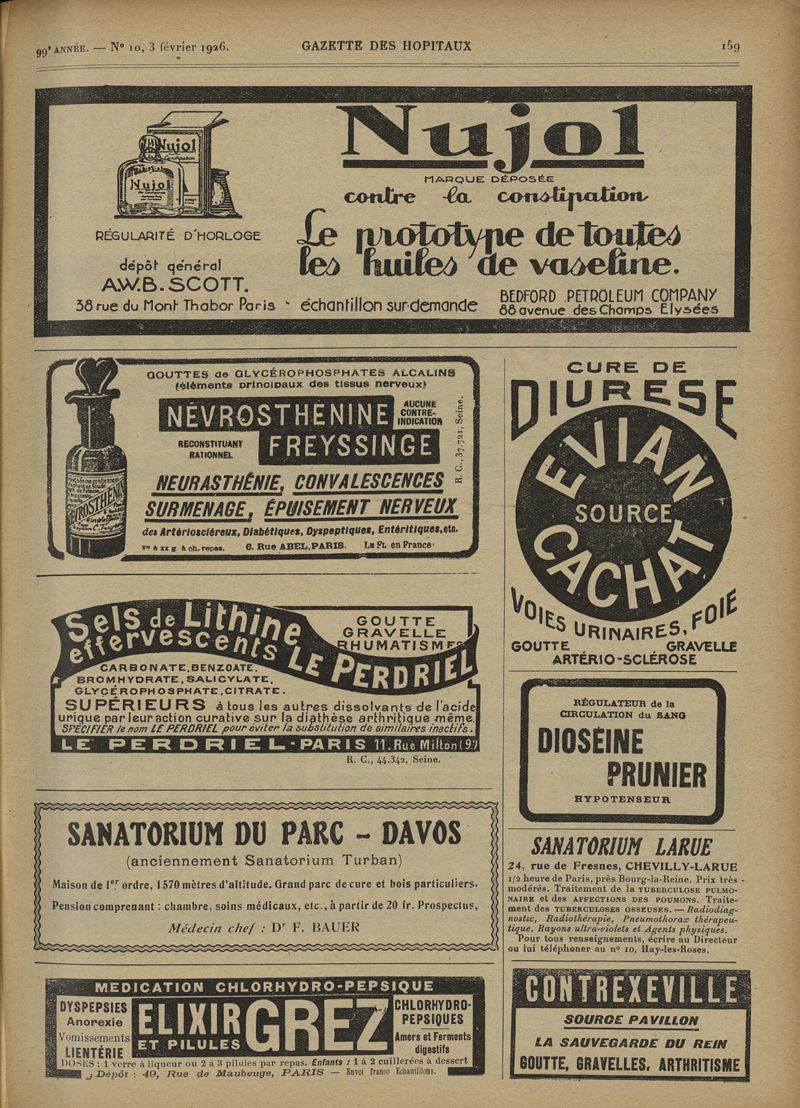 99e ANNÉE. — No 10, 3 février 1926.
GAZETTE DES HOPITAUX
159
Nujol
Nujol
RÉGULARITÉ D'HORLOGE
dépôt général
A.W.B. SCOTT.
38 rue du Mont Thabor Paris
Nujol
MARQUE DÉPOSÉE
contre la constipation
Le prototype de toutes
les huiles de vaseline.
échantillon sur demande
BEDFORD PETROLEUM COMPANY
88 avenue des Champs Elysées
GOUTTES de GLYCÉROPHOSPHATES ALCALINS
(éléments principaux des tissus nerveux)
NÉVROSTHÉNINE
AUCUNE
CONTRE-
INDICATION
RECONSTITUANT
RATIONNEL
FREYSSINGE
R. C., 37.721, Seine.
NEURASTHÉNIE, CONVALESCENCES
SURMENAGE, ÉPUISEMENT NERVEUX
des Artérioscléreux, Diabétiques, Dyspeptiques, Entéritiques, etc.
XV à XX g à ch. repas. 6, Rue ABEL, PARIS. Le Fl. en France
CURE DE
DIURESE
EVIAN
SOURCE
CACHAT
VOIES URINAIRES, FOIE
GOUTTE GRAVELLE
ARTÉRIO-SCLÉROSE
Sels de Lithine
effervescents LE PERDRIEL
GOUTTE
GRAVELLE
RHUMATISMES
CARBONATE, BENZOATE.
BROMHYDRATE, SALICYLATE,
GLYCÉROPHOSPHATE, CITRATE.
SUPÉRIEURS à tous les autres dissolvants de l'acide
urique par leur action curative sur la diathèse arthritique même.
SPÉCIFIER le nom LE PERDRIEL pour éviter la substitution de similaires inactifs.
LE PERDRIEL-PARIS 11. Rue Milton (9e)
R. C., 44.342, Seine.
RÉGULATEUR de la
CIRCULATION du SANG
DIOSÉINE
PRUNIER
HYPOTENSEUR
SANATORIUM DU PARC - DAVOS
(anciennement Sanatorium Turban)
Maison de 1er ordre, 1570 mètres d'altitude. Grand parc de cure et bois particuliers.
Pension comprenant : chambre, soins médicaux, etc., à partir de 20 fr. Prospectus,
Médecin chef : Dr F. BAUER
SANATORIUM LARUE
24, rue de Fresnes, CHEVILLY-LARUE
1/2 heure de Paris, près Bourg-la-Reine. Prix très
modérés. Traitement de la TUBERCULOSE PULMO-
NAIRE et des AFFECTIONS DES POUMONS. Traite-
ment des TUBERCULOSES OSSEUSES. — Radiodiag-
nostic, Radiothérapie, Pneumothorax thérapeu-
tique. Rayons ultra-violets et Agents physiques.
Pour tous renseignements, écrire au Directeur
ou lui téléphoner au no 10, Hay-les-Roses.
MEDICATION CHLORHYDRO-PEPSIQUE
DYSPEPSIES
Anorexie
Vomissements
LIENTÉRIE
ELIXIR GREZ
ET PILULES
CHLORHYDRO-
PEPSIQUES
Amers et Ferments
digestifs
DOSES : 1 verre à liqueur ou 2 à 3 pilules par repas. Enfants : 1 à 2 cuillerées à dessert
Dépôt : 49, Rue de Maubeuge, PARIS — Envoi franco Echantillons.
CONTREXEVILLE
SOURCE PAVILLON
LA SAUVEGARDE DU REIN
GOUTTE, GRAVELLES, ARTHRITISME